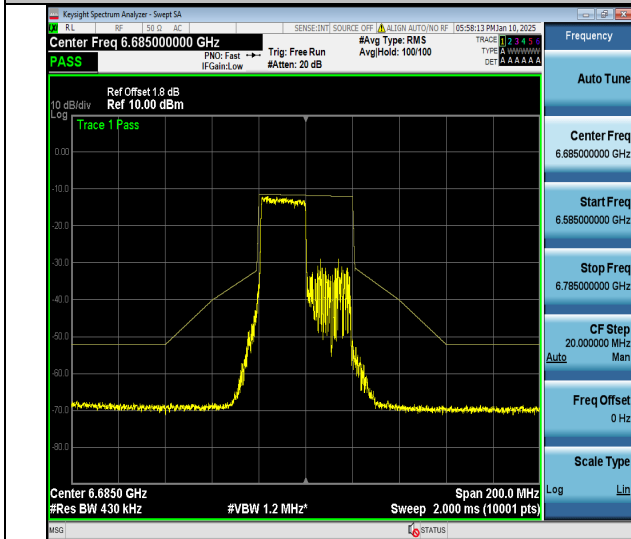 Keysight Spectrum Analyzer - Swept SA
RL RF 50 Ω AC SENSE:INT SOURCE OFF ALIGN AUTO/NO RF 05:58:13 PM Jan 10, 2025
Center Freq 6.685000000 GHz
PASS
PNO: Fast
IFGain:Low
Trig: Free Run
#Atten: 20 dB
#Avg Type: RMS
Avg|Hold: 100/100
TRACE 1 2 3 4 5 6
TYPE A WWWWW
DET A A A A A A
Ref Offset 1.8 dB
10 dB/div Ref 10.00 dBm
Log
Trace 1 Pass
0.00
-10.0
-20.0
-30.0
-40.0
-50.0
-60.0
-70.0
-80.0
Center 6.6850 GHz
Span 200.0 MHz
#Res BW 430 kHz
#VBW 1.2 MHz*
Sweep 2.000 ms (10001 pts)
MSG
STATUS
Frequency
Auto Tune
Center Freq
6.685000000 GHz
Start Freq
6.585000000 GHz
Stop Freq
6.785000000 GHz
CF Step
20.000000 MHz
Auto Man
Freq Offset
0 Hz
Scale Type
Log Lin